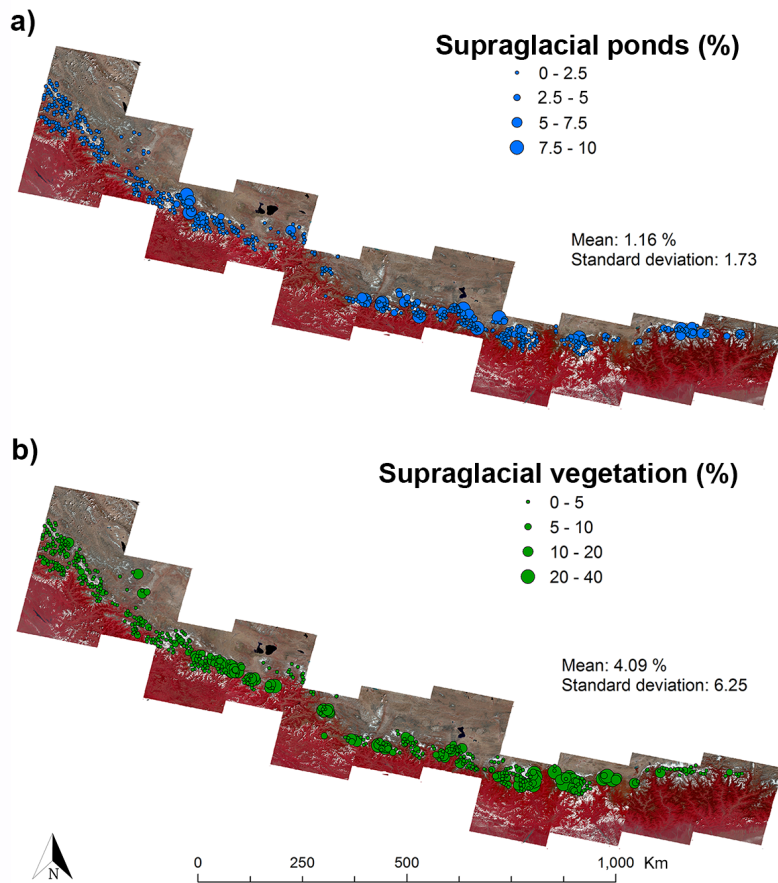 a)
Supraglacial ponds (%)
0 - 2.5
2.5 - 5
5 - 7.5
7.5 - 10
Mean: 1.16 %
Standard deviation: 1.73
b)
Supraglacial vegetation (%)
0 - 5
5 - 10
10 - 20
20 - 40
Mean: 4.09 %
Standard deviation: 6.25
N
0 250 500 1,000 Km